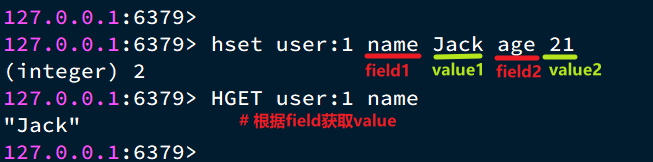 127.0.0.1:6379>
127.0.0.1:6379> hset user:1 name Jack age 21
field1 value1 field2 value2
(integer) 2
127.0.0.1:6379> HGET user:1 name
"Jack"
# 根据field获取value
127.0.0.1:6379>